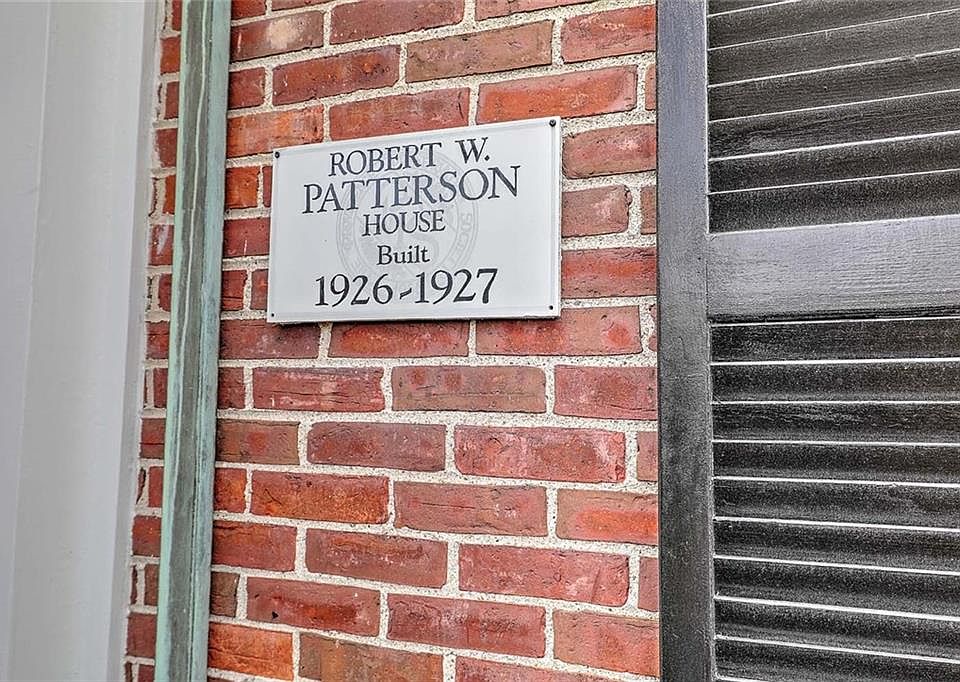 ROBERT W.
PATTERSON
HOUSE
Built
1926-1927